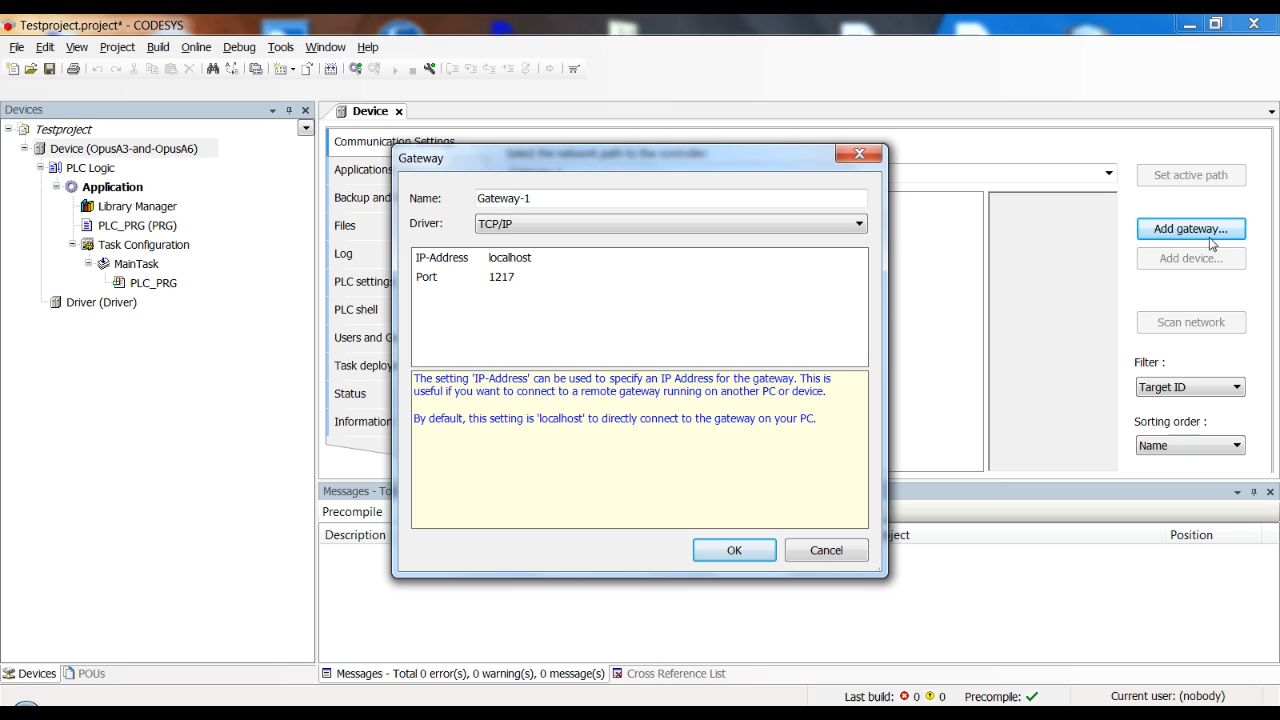 Testproject.project* - CODESYS
File Edit View Project Build Online Debug Tools Window Help
Devices
Device
Testproject
Device (OpusA3-and-OpusA6)
PLC Logic
Application
Library Manager
PLC_PRG (PRG)
Task Configuration
MainTask
PLC_PRG
Driver (Driver)
Communication Settings
Applications
Backup and
Files
Log
PLC settings
PLC shell
Users and G
Task deploy
Status
Information
Select the network path to the controller:
Gateway
Name: Gateway-1
Driver: TCP/IP
IP-Address localhost
Port 1217
The setting 'IP-Address' can be used to specify an IP Address for the gateway. This is
useful if you want to connect to a remote gateway running on another PC or device.
By default, this setting is 'localhost' to directly connect to the gateway on your PC.
OK Cancel
Set active path
Add gateway...
Add device...
Scan network
Filter :
Target ID
Sorting order :
Name
Messages - To
Precompile
Description ject Position
Devices POUs
Messages - Total 0 error(s), 0 warning(s), 0 message(s) Cross Reference List
Last build: 0 0 Precompile: Current user: (nobody)